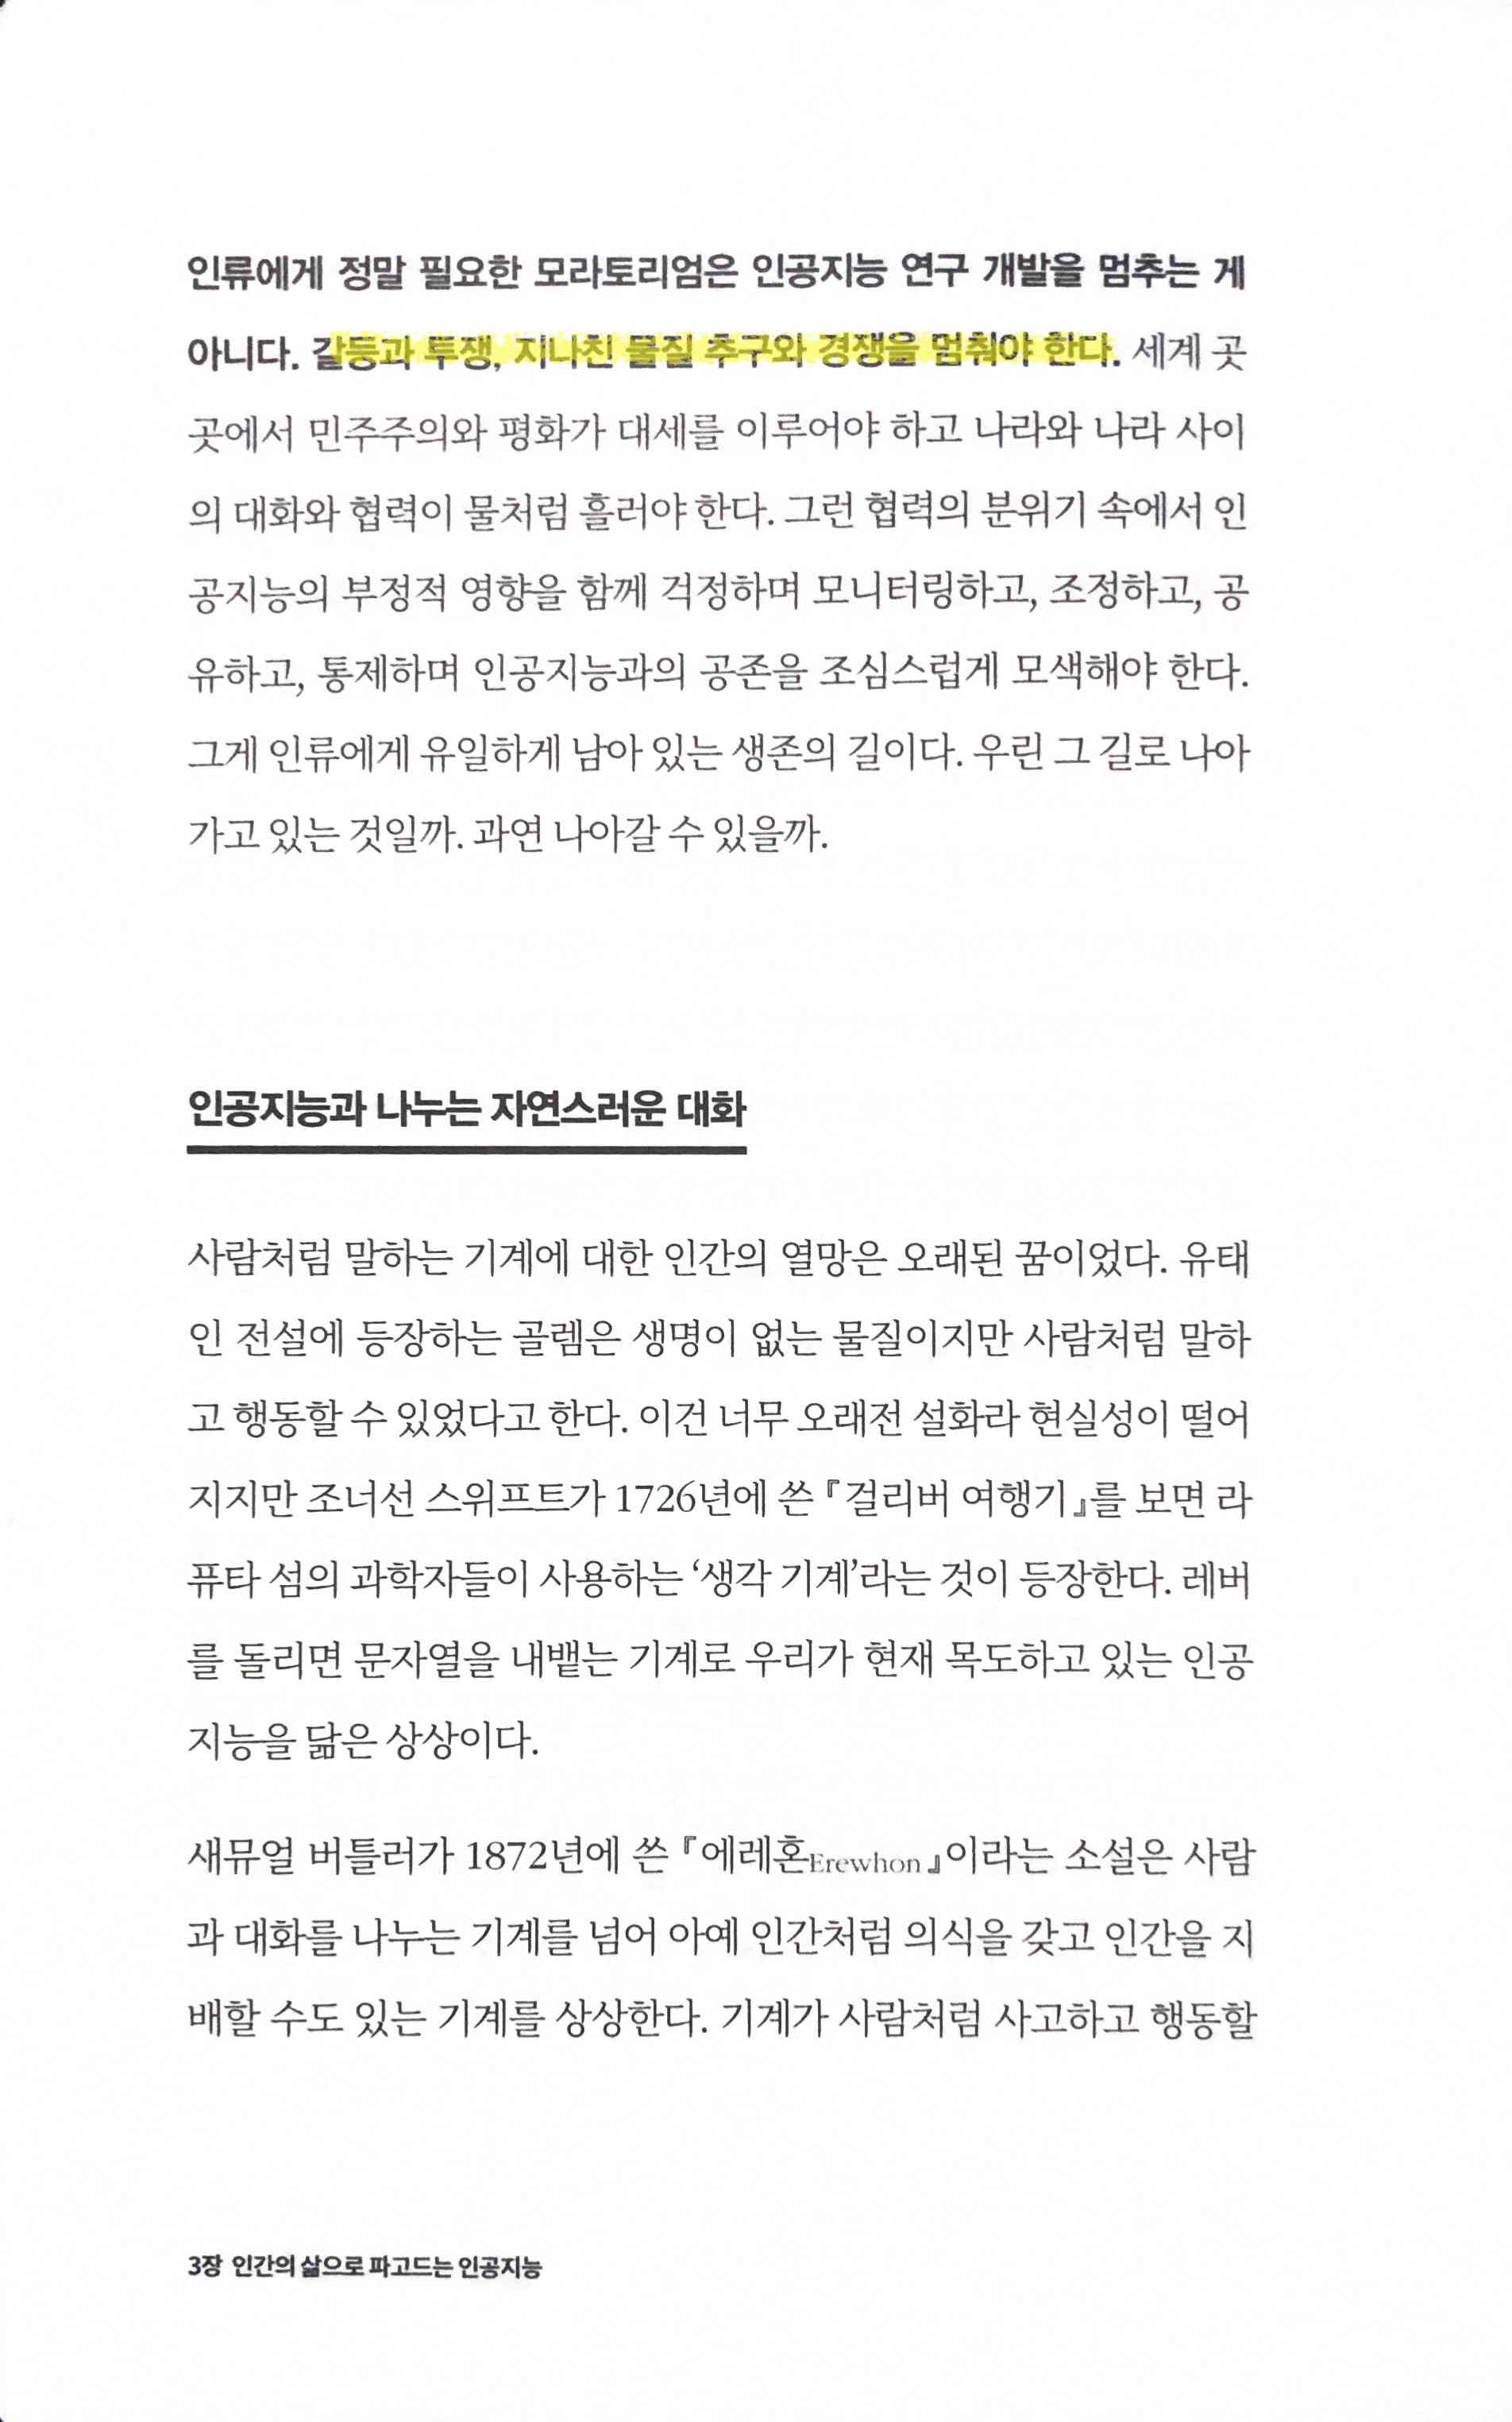 인류에게 정말 필요한 모라토리엄은 인공지능 연구 개발을 멈추는 게
아니다. 갈등과 투쟁, 지나친 물질 추구와 경쟁을 멈춰야 한다. 세계 곳
곳에서 민주주의와 평화가 대세를 이루어야 하고 나라와 나라 사이
의 대화와 협력이 물처럼 흘러야 한다. 그런 협력의 분위기 속에서 인
공지능의 부정적 영향을 함께 걱정하며 모니터링하고, 조정하고, 공
유하고, 통제하며 인공지능과의 공존을 조심스럽게 모색해야 한다.
그게 인류에게 유일하게 남아 있는 생존의 길이다. 우린 그 길로 나아
가고 있는 것일까. 과연 나아갈 수 있을까.
인공지능과 나누는 자연스러운 대화
사람처럼 말하는 기계에 대한 인간의 열망은 오래된 꿈이었다. 유태
인 전설에 등장하는 골렘은 생명이 없는 물질이지만 사람처럼 말하
고 행동할 수 있었다고 한다. 이건 너무 오래전 설화라 현실성이 떨어
지지만 조너선 스위프트가 1726년에 쓴 『걸리버 여행기』를 보면 라
퓨타 섬의 과학자들이 사용하는 ‘생각 기계’라는 것이 등장한다. 레버
를 돌리면 문자열을 내뱉는 기계로 우리가 현재 목도하고 있는 인공
지능을 닮은 상상이다.
새뮤얼 버틀러가 1872년에 쓴 『에레혼Erewhon』이라는 소설은 사람
과 대화를 나누는 기계를 넘어 아예 인간처럼 의식을 갖고 인간을 지
배할 수도 있는 기계를 상상한다. 기계가 사람처럼 사고하고 행동할
3장 인간의 삶으로 파고드는 인공지능